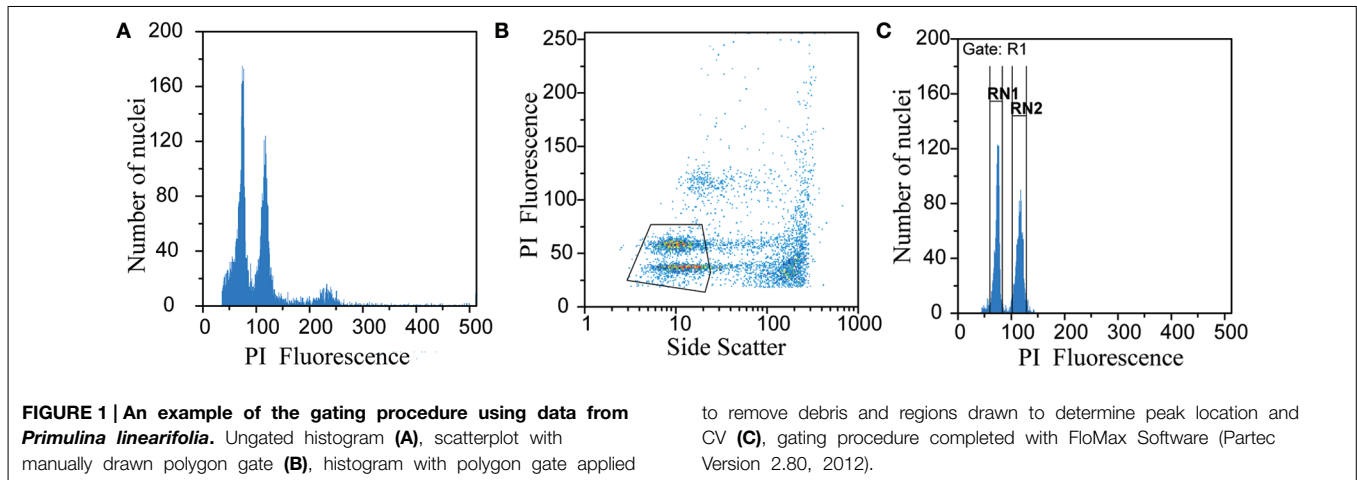 A
200
160
120
80
40
0
Number of nuclei
0 100 200 300 400 500
PI Fluorescence
B
250
200
150
100
50
0
PI Fluorescence
1 10 100 1000
Side Scatter
C
200
160
120
80
40
0
Number of nuclei
Gate: R1
RN1
RN2
0 100 200 300 400 500
PI Fluorescence
FIGURE 1 | An example of the gating procedure using data from
Primulina linearifolia. Ungated histogram (A), scatterplot with
manually drawn polygon gate (B), histogram with polygon gate applied
to remove debris and regions drawn to determine peak location and
CV (C), gating procedure completed with FloMax Software (Partec
Version 2.80, 2012).